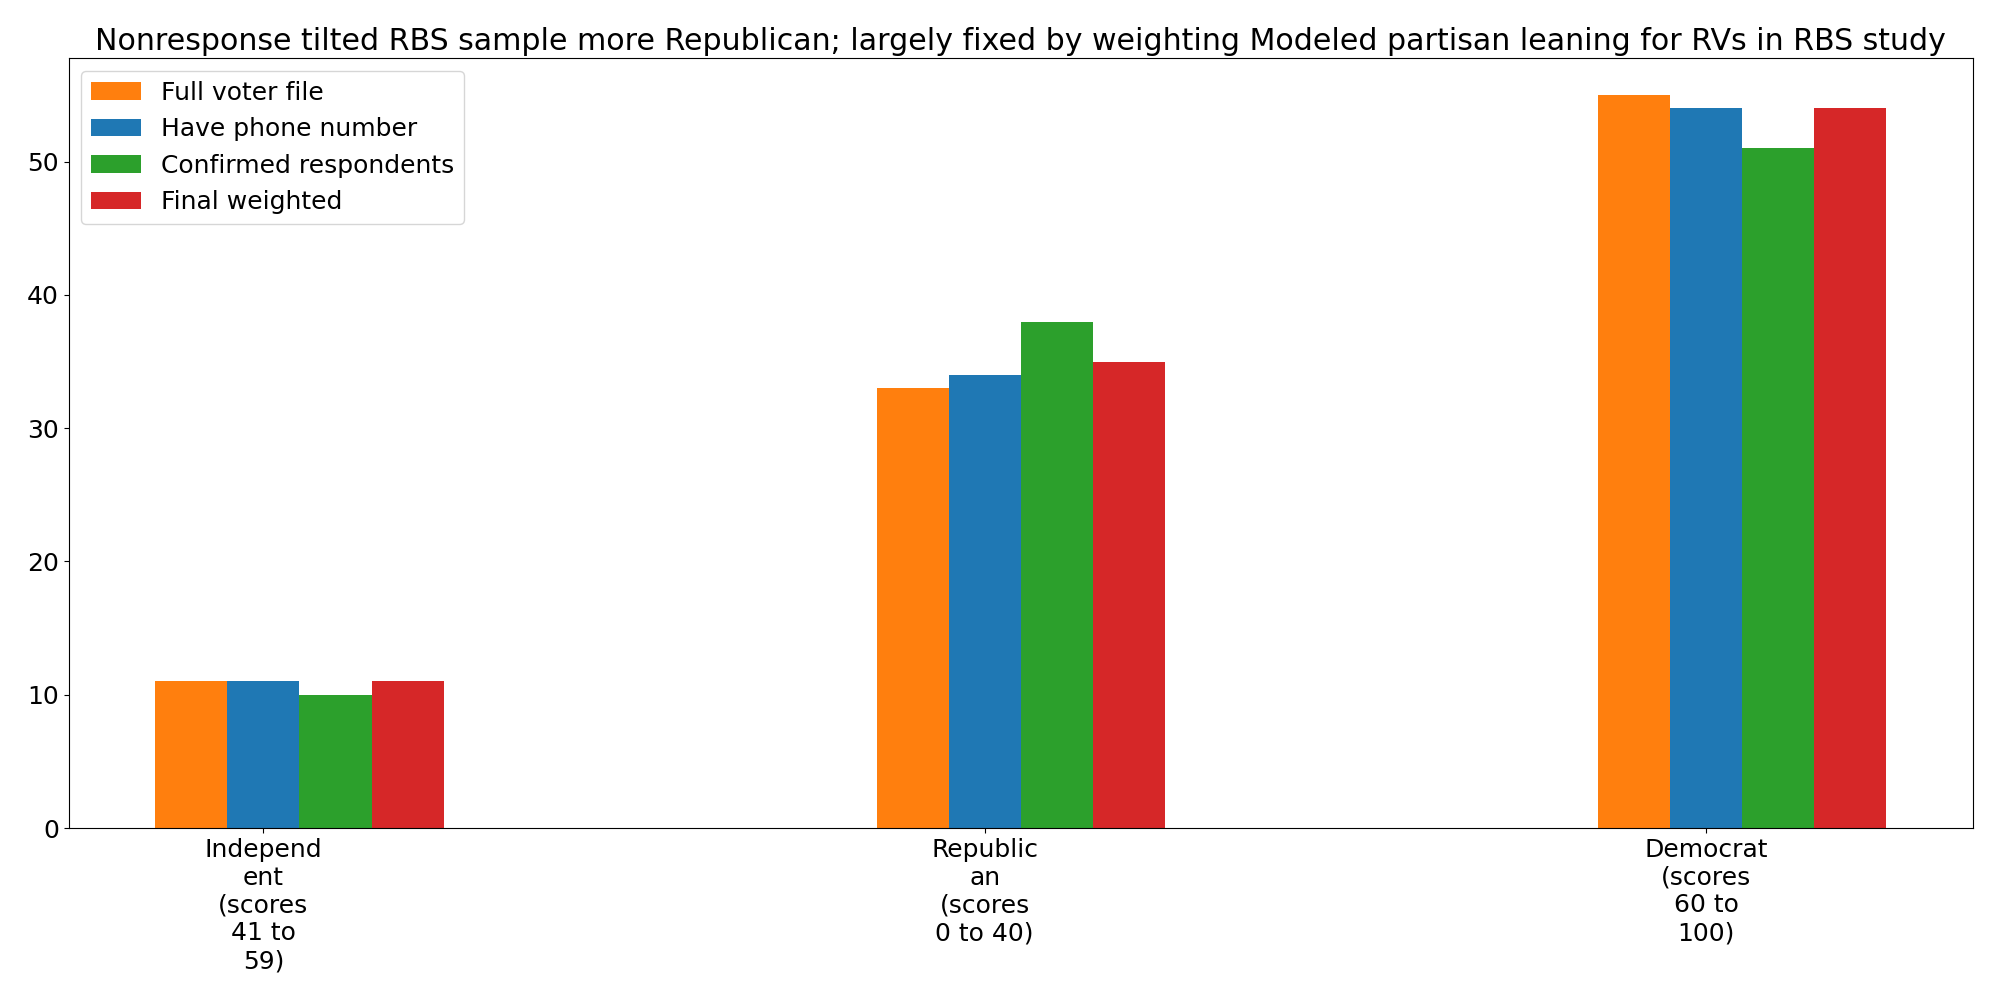 Nonresponse tilted RBS sample more Republican; largely fixed by weighting Modeled partisan leaning for RVs in RBS study
Full voter file
Have phone number
Confirmed respondents
Final weighted
50
40
30
20
10
0
Independ
ent
(scores
41 to
59)
Republic
an
(scores
0 to 40)
Democrat
(scores
60 to
100)